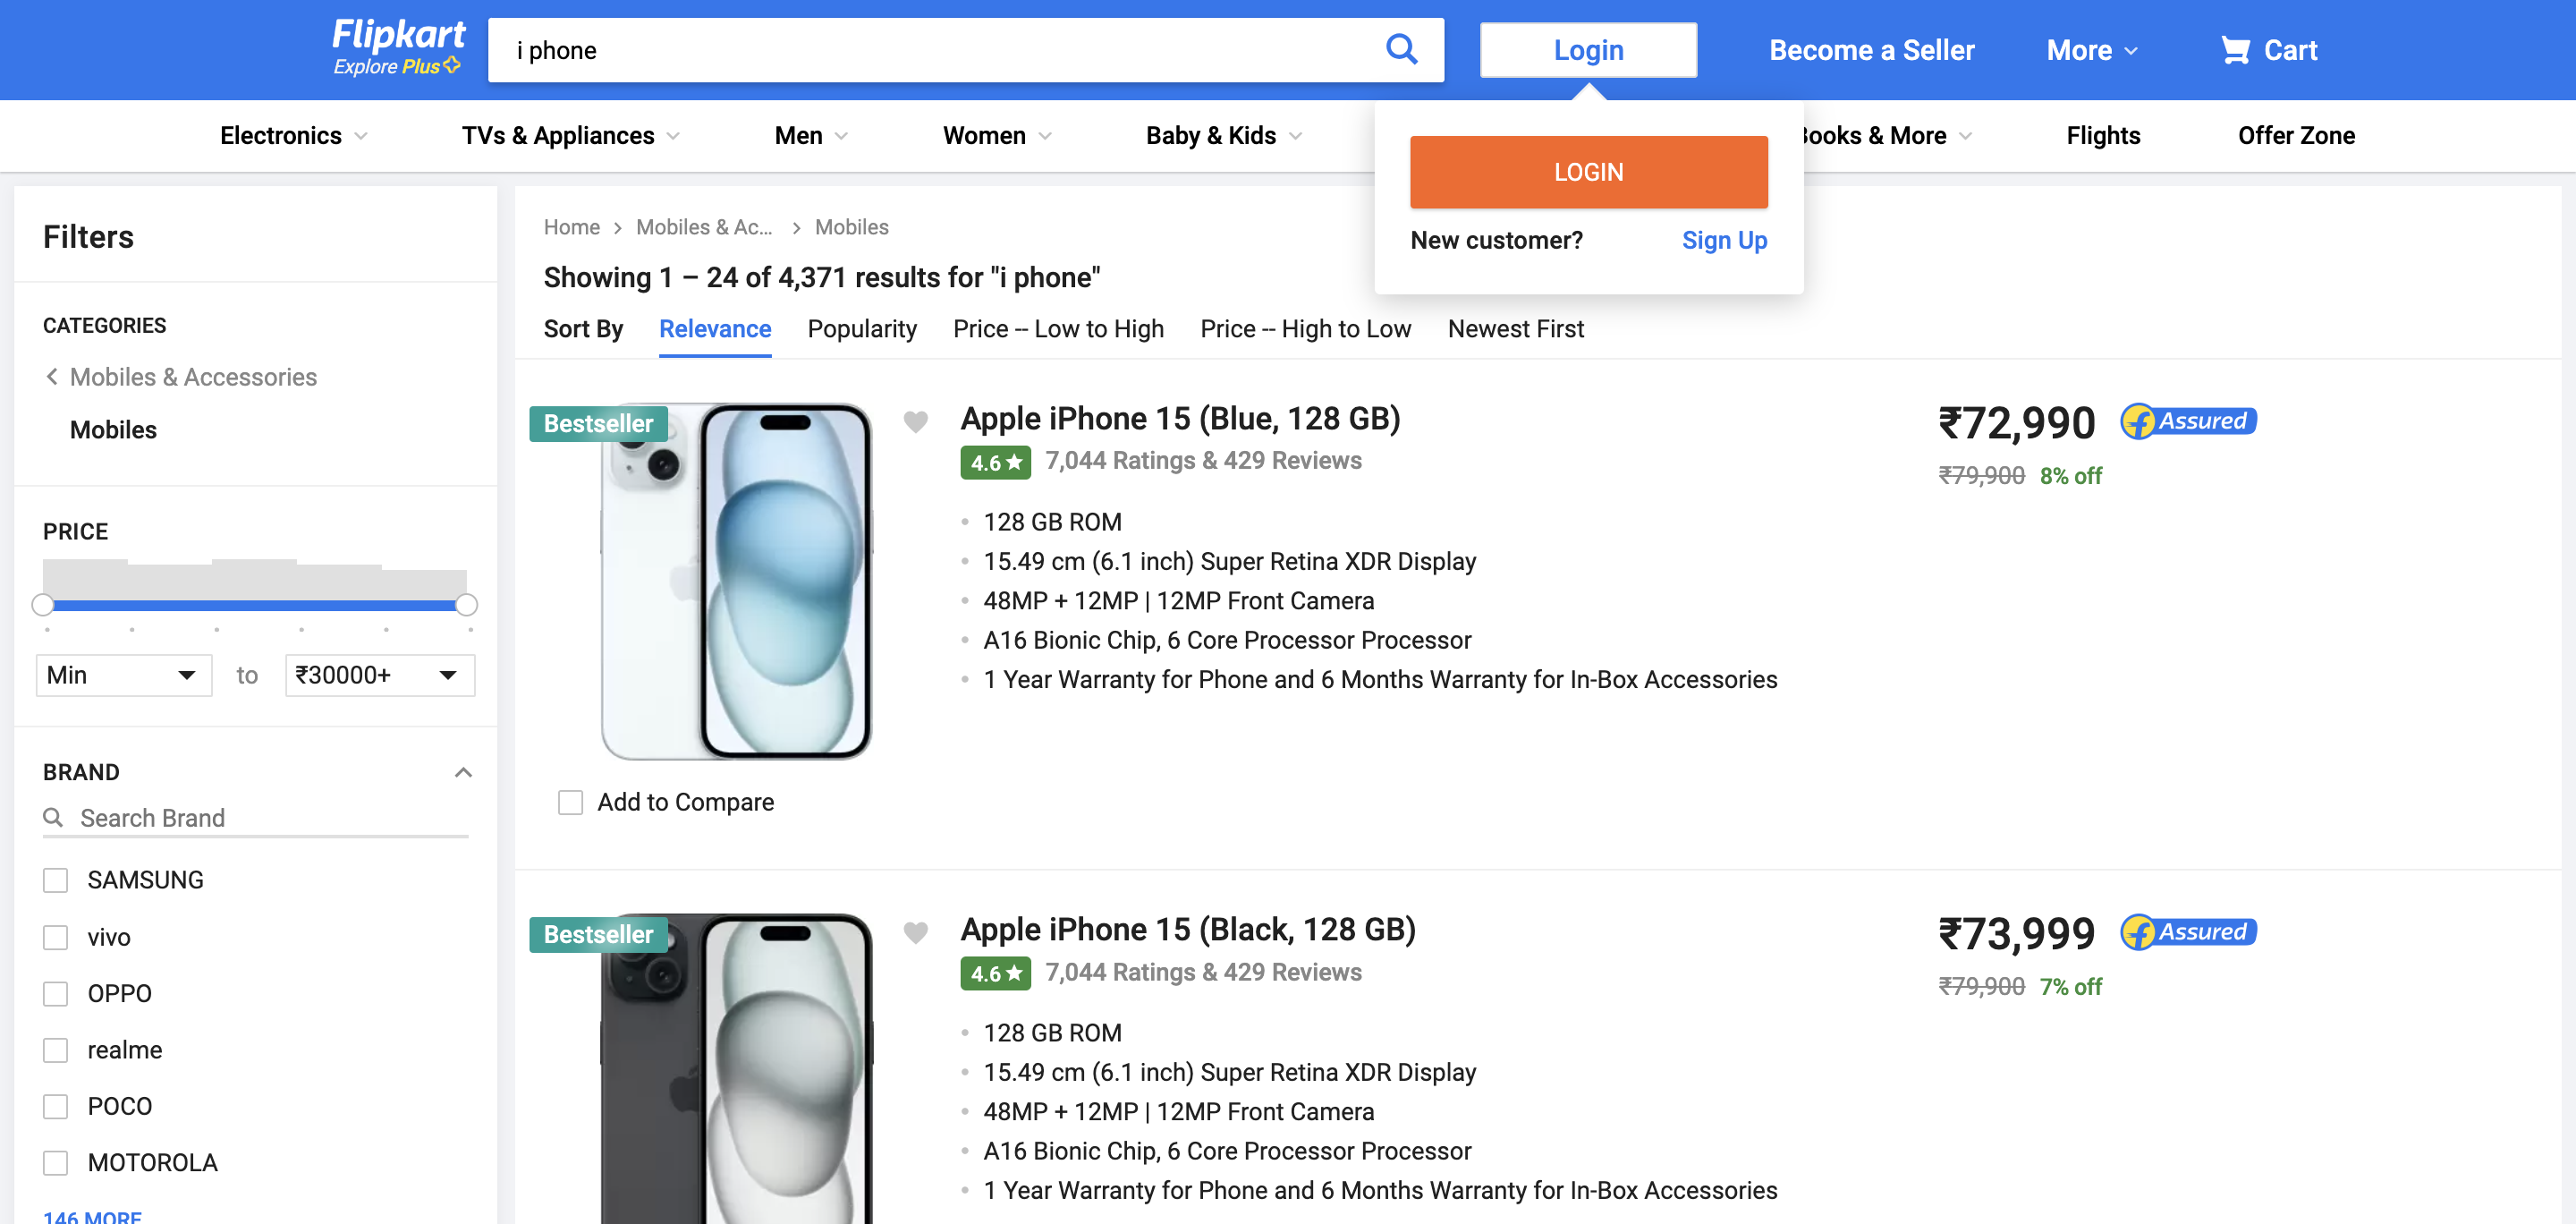 Flipkart
Explore Plus
i phone
Login
Become a Seller
More
Cart
Electronics
TVs & Appliances
Men
Women
Baby & Kids
Books & More
Flights
Offer Zone
LOGIN
New customer? Sign Up
Filters
CATEGORIES
Mobiles & Accessories
Mobiles
PRICE
Min to ₹30000+
BRAND
Search Brand
SAMSUNG
vivo
OPPO
realme
POCO
MOTOROLA
146 MORE
Home > Mobiles & Ac... > Mobiles
Showing 1 – 24 of 4,371 results for "i phone"
Sort By Relevance Popularity Price -- Low to High Price -- High to Low Newest First
Bestseller
Apple iPhone 15 (Blue, 128 GB)
4.6★ 7,044 Ratings & 429 Reviews
128 GB ROM
15.49 cm (6.1 inch) Super Retina XDR Display
48MP + 12MP | 12MP Front Camera
A16 Bionic Chip, 6 Core Processor Processor
1 Year Warranty for Phone and 6 Months Warranty for In-Box Accessories
₹72,990 f Assured
₹79,900 8% off
Add to Compare
Bestseller
Apple iPhone 15 (Black, 128 GB)
4.6★ 7,044 Ratings & 429 Reviews
128 GB ROM
15.49 cm (6.1 inch) Super Retina XDR Display
48MP + 12MP | 12MP Front Camera
A16 Bionic Chip, 6 Core Processor Processor
1 Year Warranty for Phone and 6 Months Warranty for In-Box Accessories
₹73,999 f Assured
₹79,900 7% off